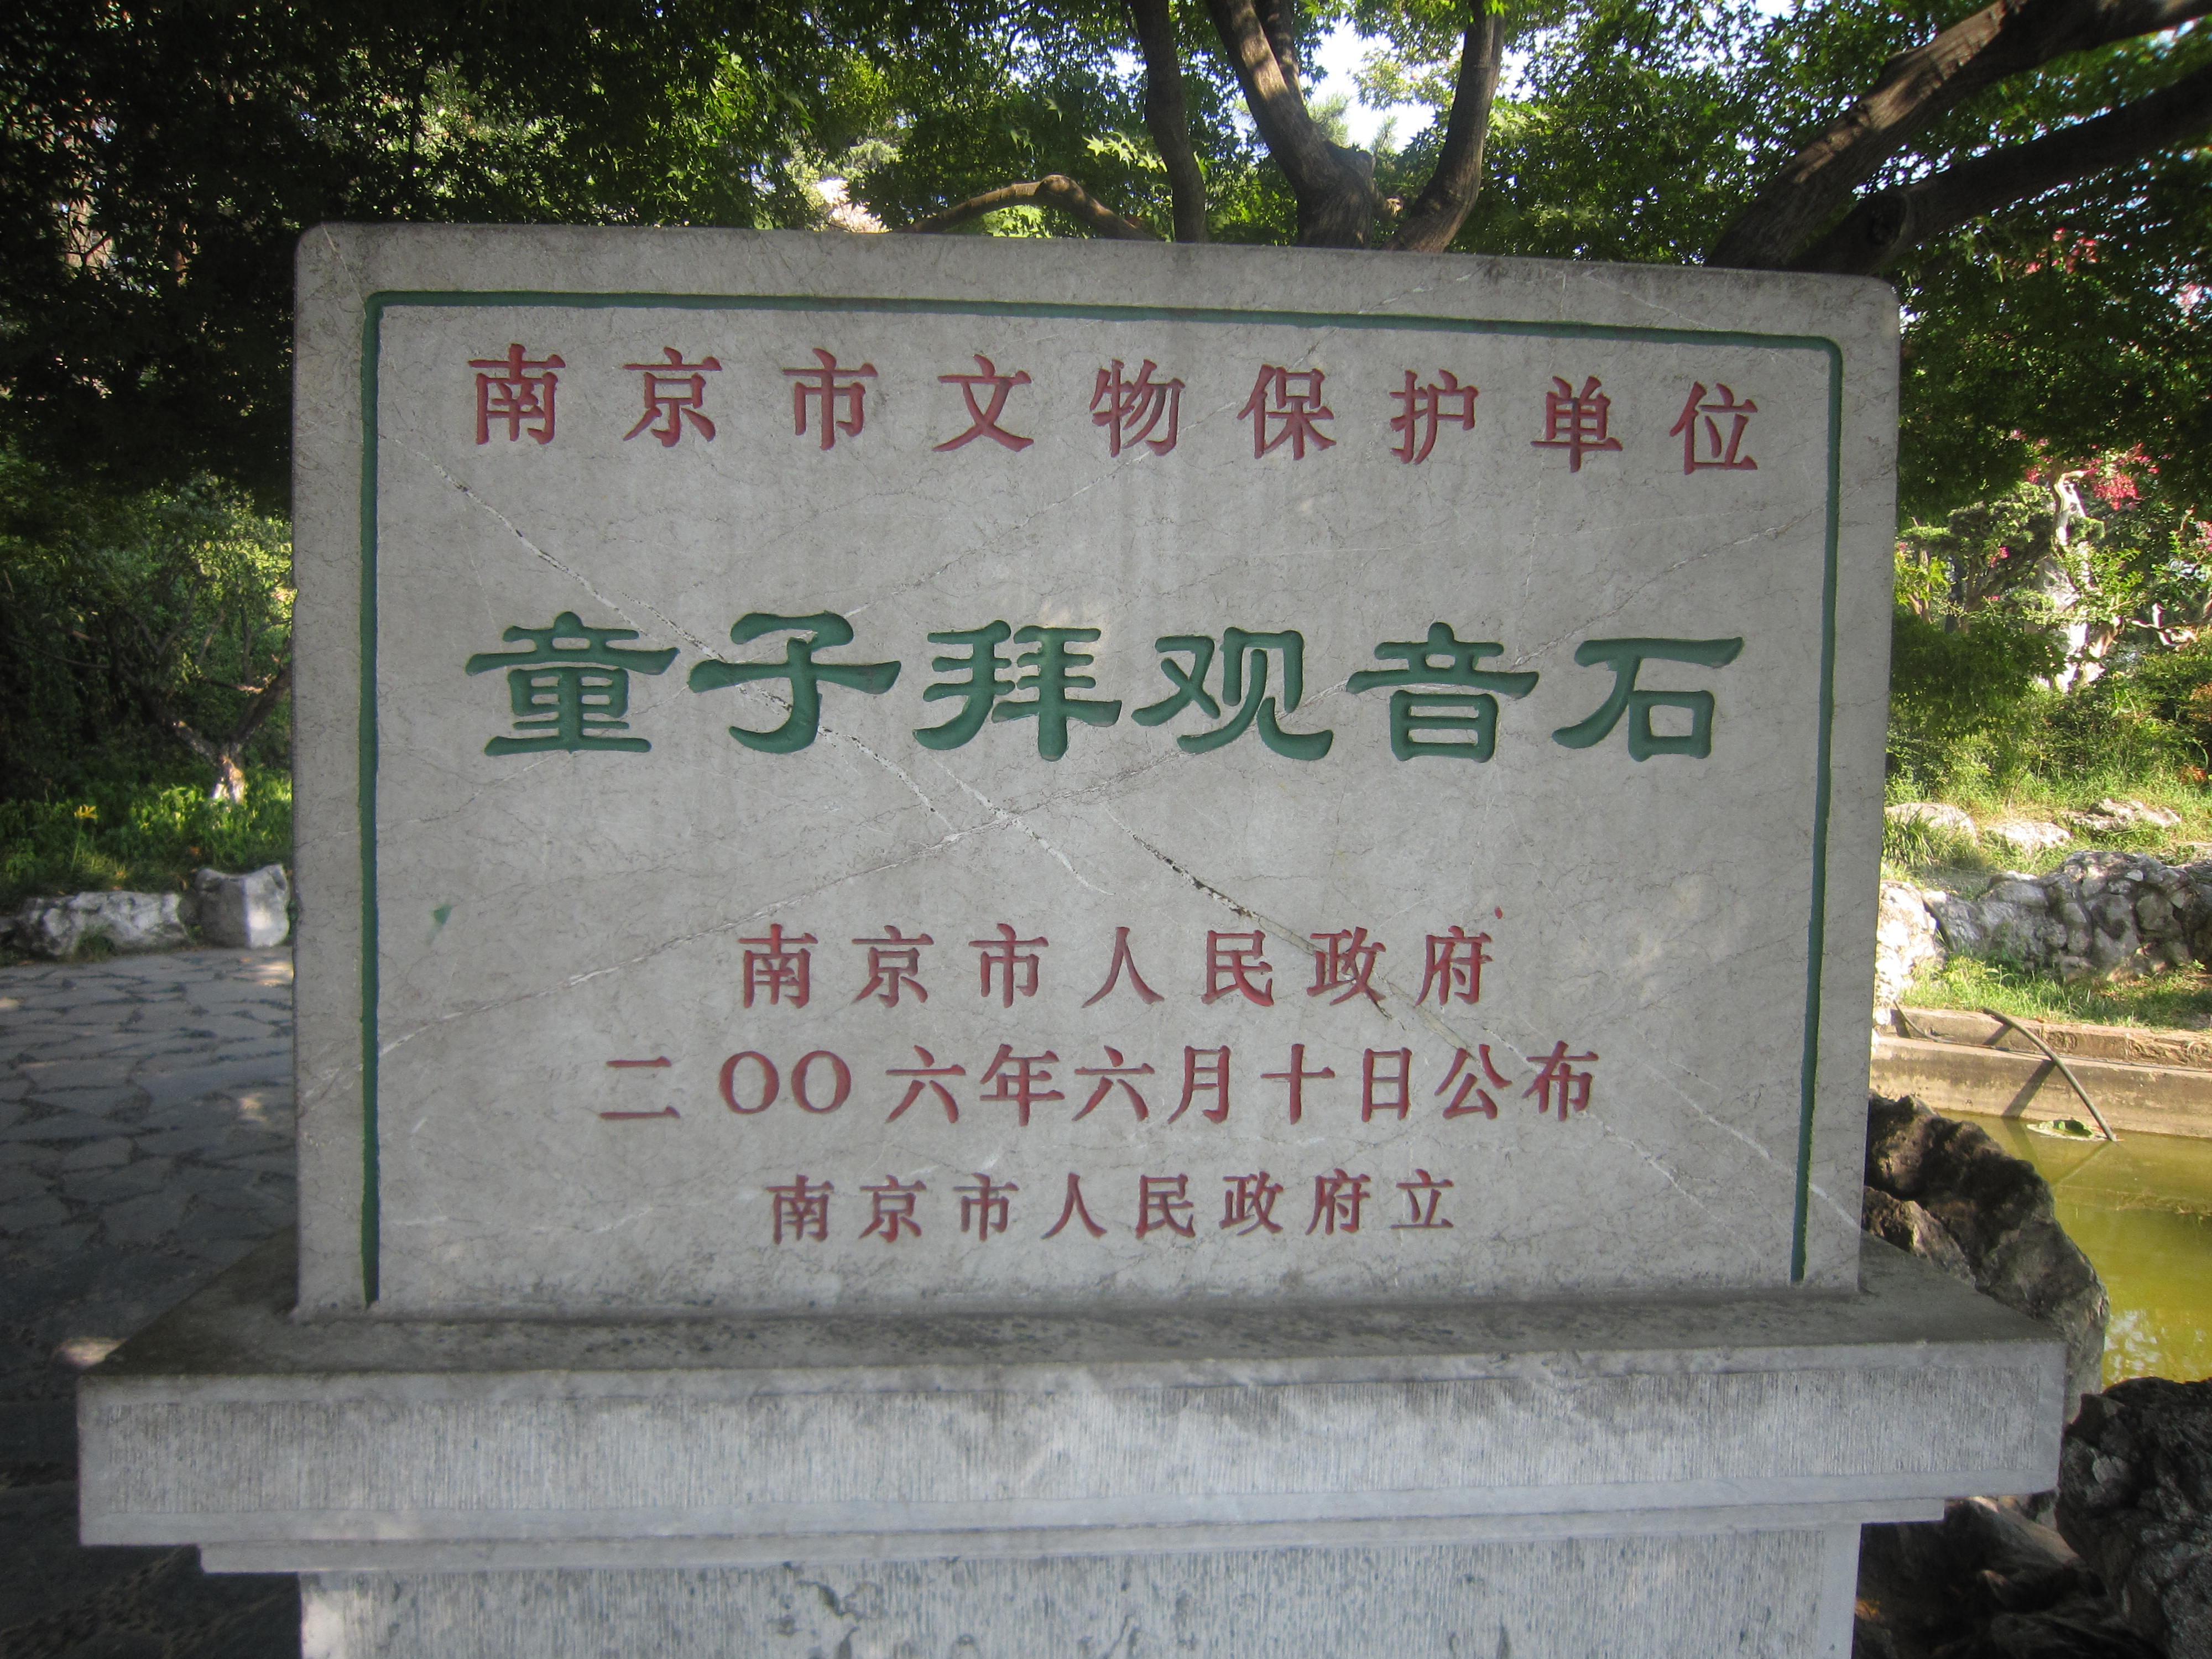 南京市文物保护单位
童子拜观音石
南京市人民政府
二〇〇六年六月十日公布
南京市人民政府立